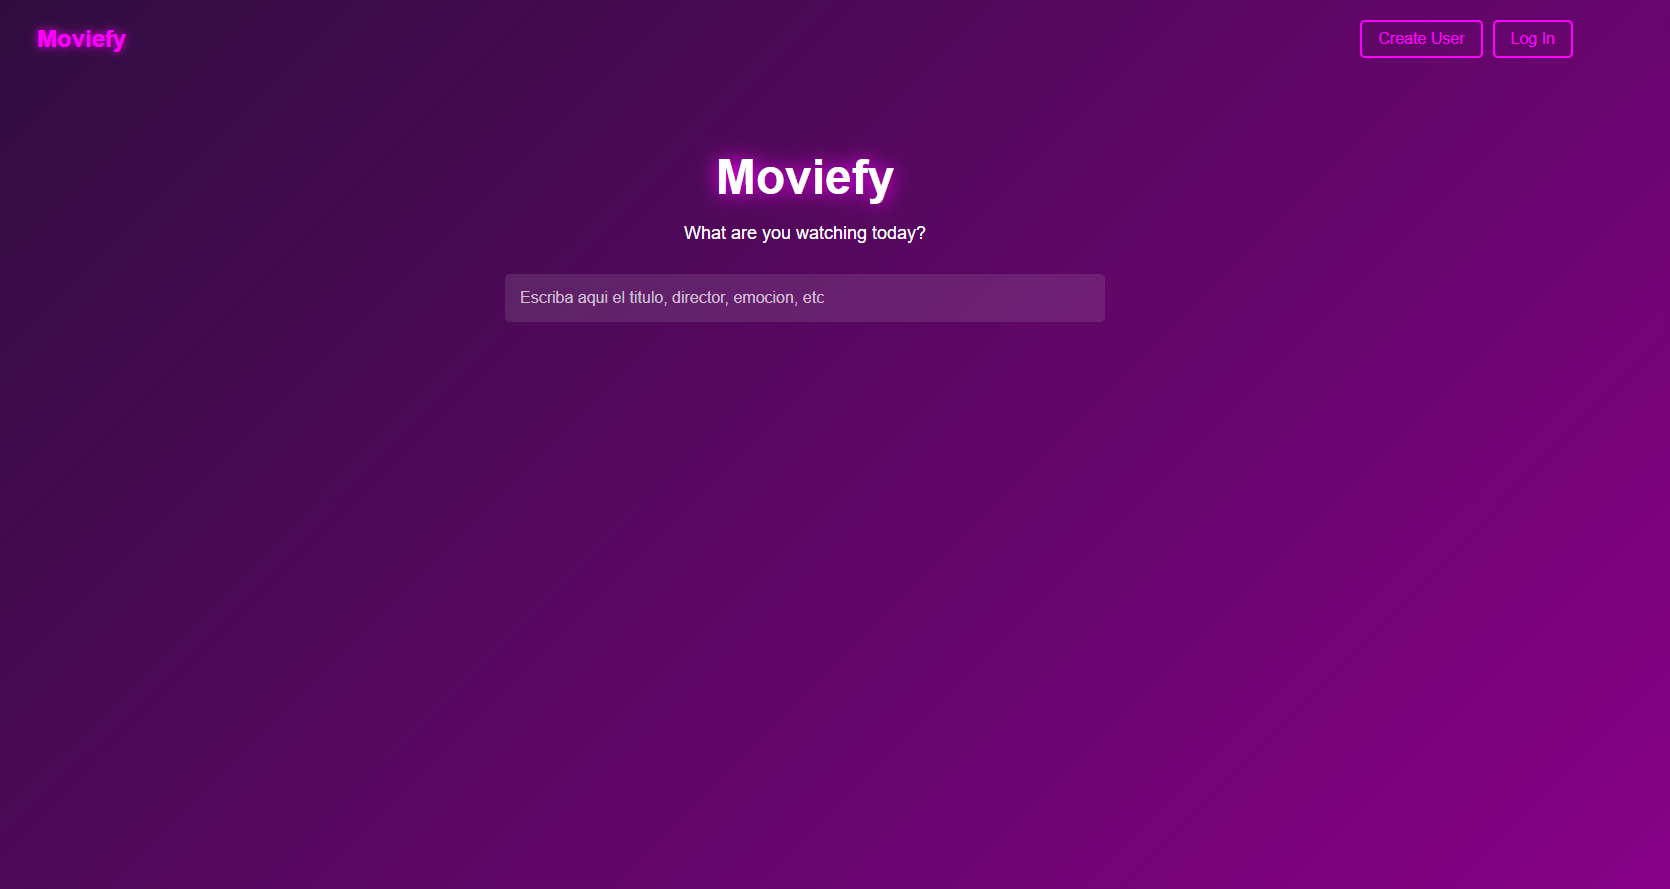 Moviefy
Create User
Log In
Moviefy
What are you watching today?
Escriba aqui el titulo, director, emocion, etc